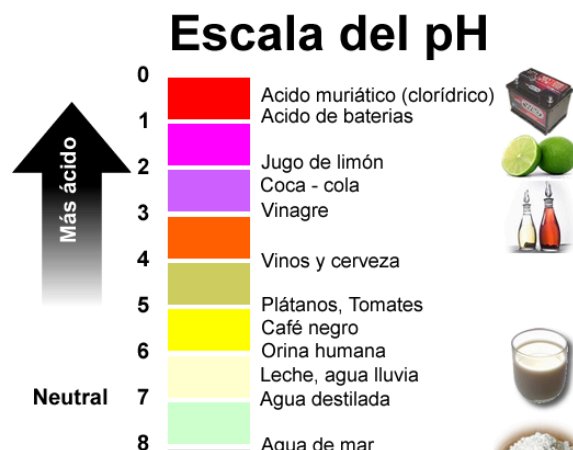 Escala del pH
0
Acido muriático (clorídrico)
1
Acido de baterias
Más ácido
2
Jugo de limón
Coca - cola
3
Vinagre
4
Vinos y cerveza
5
Plátanos, Tomates
Café negro
6
Orina humana
Leche, agua lluvia
Neutral
7
Agua destilada
8
Agua de mar